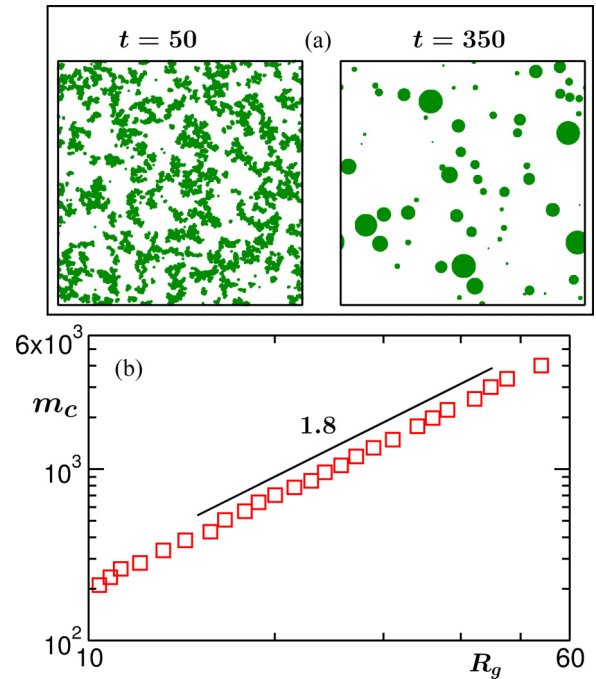 t = 50 (a) t = 350
6x10³
(b)
m_c
1.8
10³
10²
10 R_g 60